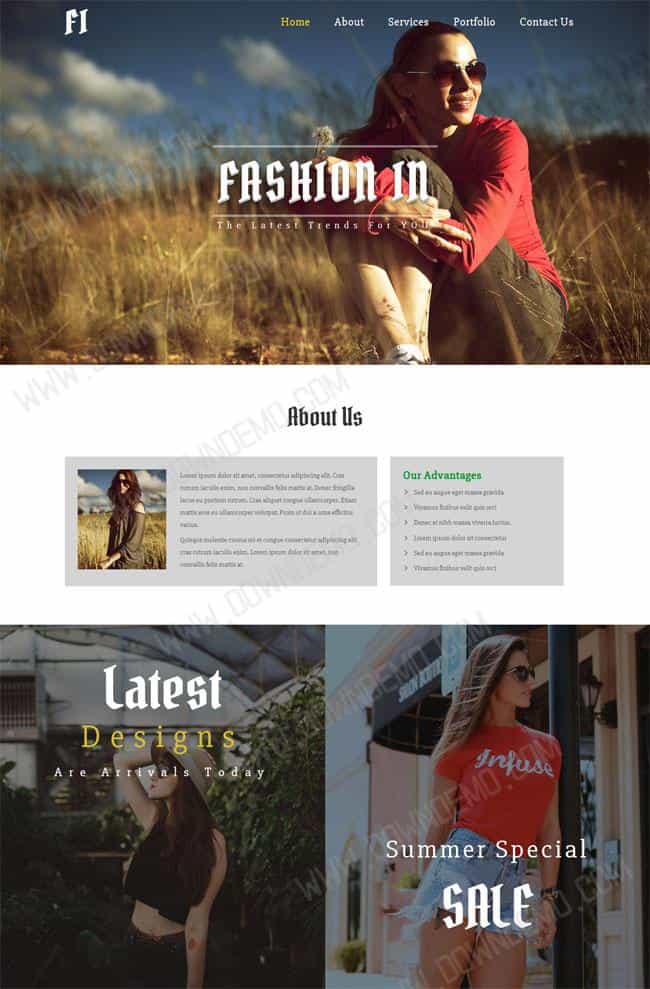 FI
Home About Services Portfolio Contact Us
FASHION IN
The Latest Trends For YOU
About Us
Lorem ipsum dolor sit amet, consectetur adipiscing elit. Cras
rutrum iaculis enim, non convallis felis mattis at. Donec fringilla
lacus eu pretium rutrum. Cras aliquet congue ullamcorper. Etiam
mattis eros eu ullamcorper volutpat. Proin ut dui a urna efficitur
varius.
Quisque molestie cursus mi et congue consectetur adipiscing elit
cras rutrum iaculis enim, Lorem ipsum dolor sit amet, non
convallis felis mattis at.
Our Advantages
Sed eu augue eget massa gravida
Vivamus finibus velit quis orci
Donec et nibh massa viverra luctus.
Lorem ipsum dolor sit consectetur
Sed eu augue eget massa gravida
Vivamus finibus velit quis orci
Latest
Designs
Are Arrivals Today
SALON
Infuse
Summer Special
SALE
WWW.DOWNDEMO.COM